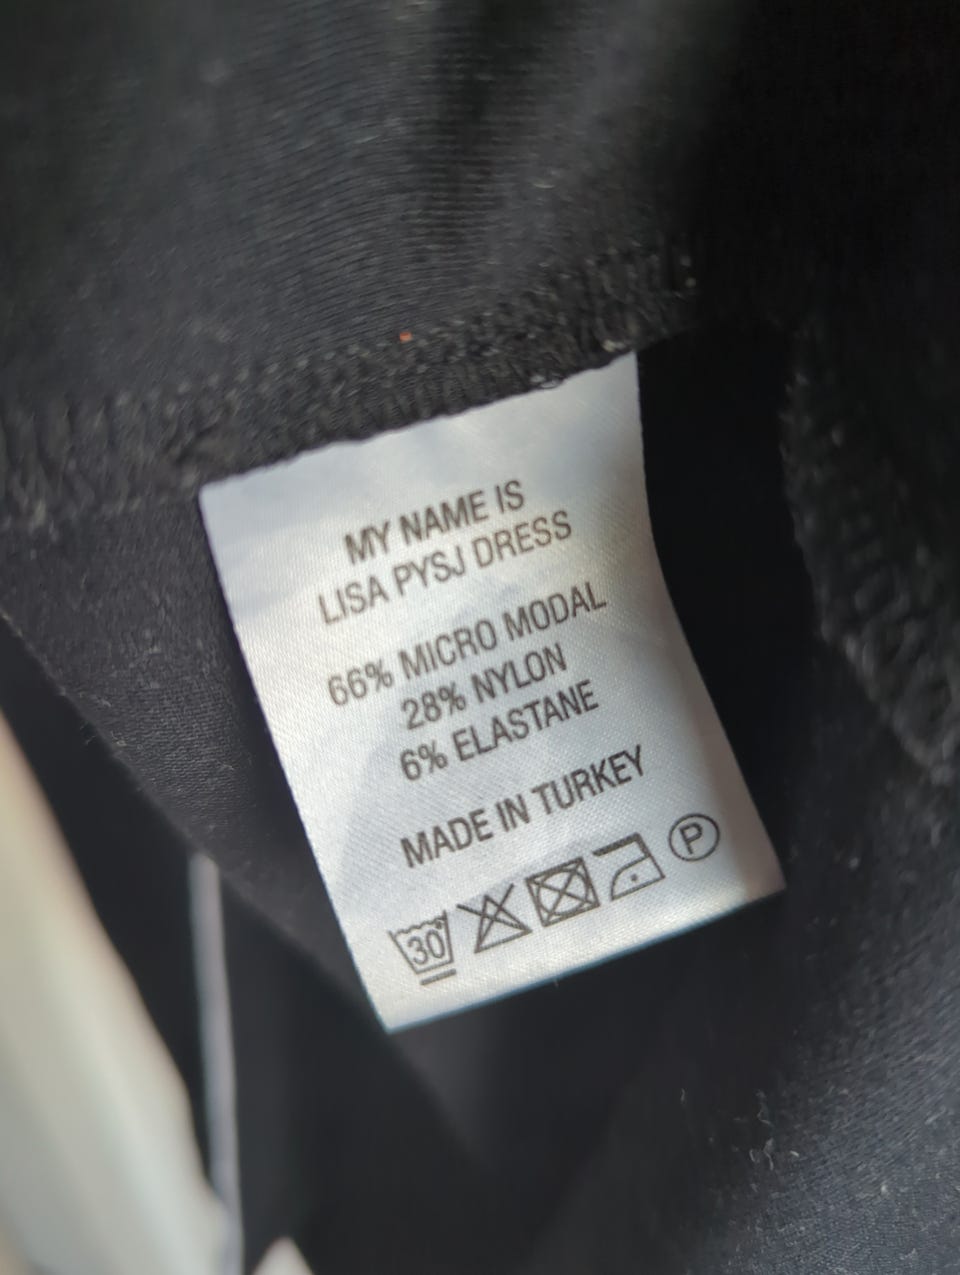 MY NAME IS
LISA PYSJ DRESS
66% MICRO MODAL
28% NYLON
6% ELASTANE
MADE IN TURKEY
30 P